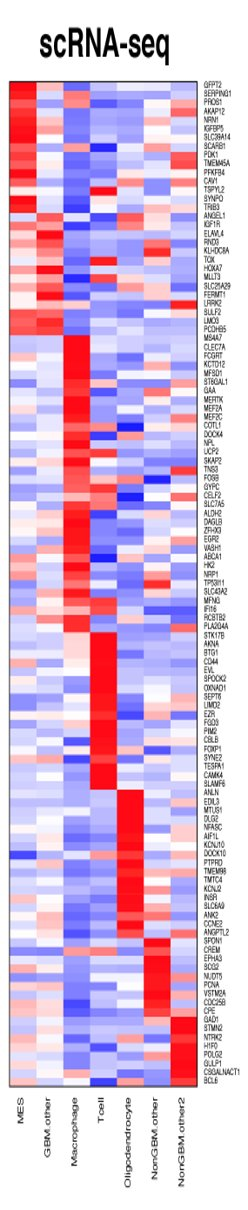 scRNA-seq
GFPT2
SERPING1
PROS1
AKAP12
NRN1
IGFBP5
SLC39A14
SCARB1
PDK1
TMEM45A
PFKFB4
CAV1
TSPYL2
SYNPO
TRIB3
ANGEL1
IGF1R
ELAVL4
RND3
KLHDC8A
TOX
HOXA7
MLLT3
SLC25A29
FERMT1
LRRK2
SULF2
LMO3
PCDHB5
MS4A7
CLEC7A
FCGRT
KCTD12
MFSD1
ST6GAL1
GAA
MERTK
MEF2A
MEF2C
COTL1
DOCK4
NPL
UCP2
SKAP2
TNS3
FOSB
GYPC
CELF2
SLC7A5
ALDH2
DAGLB
ZFHX3
EGR2
VASH1
ABCA1
HK2
NRP1
TP53I11
SLC43A2
MFNG
IFI16
RCBTB2
PLA2G4A
STK17B
AKNA
BTG1
CD44
EVL
SPOCK2
OXNAD1
SEPT6
LIMD2
EZR
FGD3
PIM2
CBLB
FOXP1
SYNE2
TESPA1
CAMK4
SLAMF6
ANLN
EDIL3
MTUS1
DLG2
NFASC
AIF1L
KCNJ10
DOCK10
PTPRD
TMEM98
TMTC4
KCNJ2
INSR
SLC6A9
ANK2
CCNE2
ANGPTL2
SPON1
CREM
EPHA3
SCG2
NUDT5
PCNA
VSTM2A
CDC25B
CPE
GAD1
STMN2
NTRK2
H1F0
POLG2
GULP1
CSGALNACT1
BCL6
MES
GBM.other
Macrophage
Tcell
Oligodendrocyte
NonGBM.other
NonGBM.other2